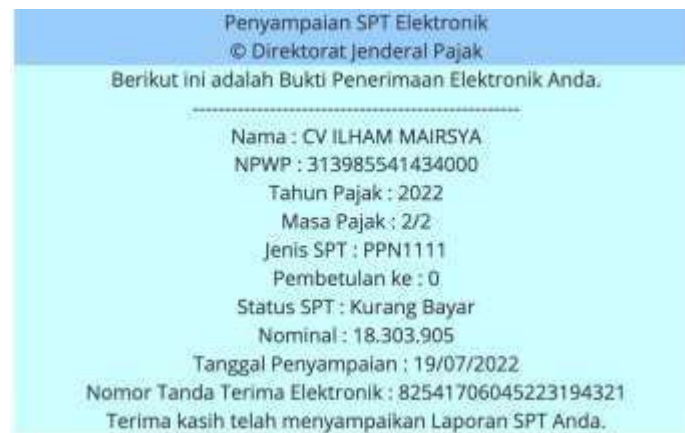 Penyampaian SPT Elektronik
© Direktorat Jenderal Pajak
Berikut ini adalah Bukti Penerimaan Elektronik Anda.
--------------------------------------------------
Nama : CV ILHAM MAIRSYA
NPWP : 313985541434000
Tahun Pajak : 2022
Masa Pajak : 2/2
Jenis SPT : PPN1111
Pembetulan ke : 0
Status SPT : Kurang Bayar
Nominal : 18.303.905
Tanggal Penyampaian : 19/07/2022
Nomor Tanda Terima Elektronik : 82541706045223194321
Terima kasih telah menyampaikan Laporan SPT Anda.